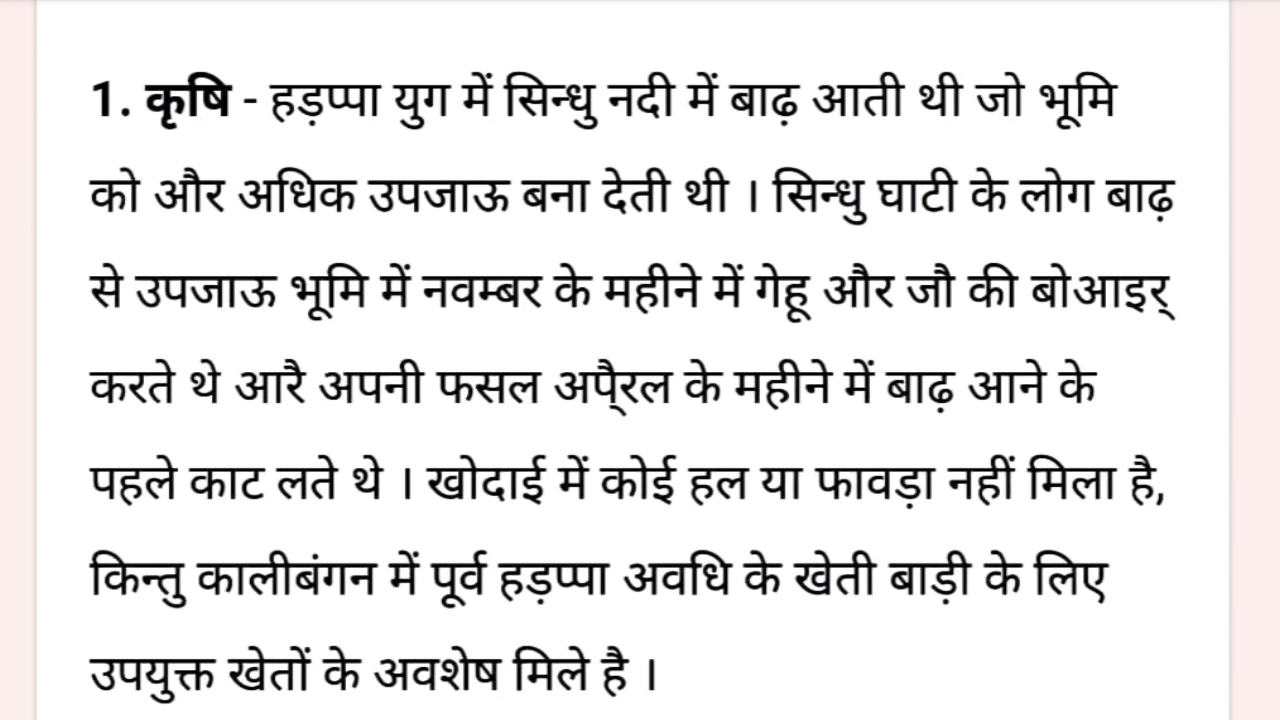 1. कृषि - हड़प्पा युग में सिन्धु नदी में बाढ़ आती थी जो भूमि
को और अधिक उपजाऊ बना देती थी । सिन्धु घाटी के लोग बाढ़
से उपजाऊ भूमि में नवम्बर के महीने में गेहू और जौ की बोआइर्
करते थे आरै अपनी फसल अप्रैरल के महीने में बाढ़ आने के
पहले काट लते थे । खोदाई में कोई हल या फावड़ा नहीं मिला है,
किन्तु कालीबंगन में पूर्व हड़प्पा अवधि के खेती बाड़ी के लिए
उपयुक्त खेतों के अवशेष मिले है ।